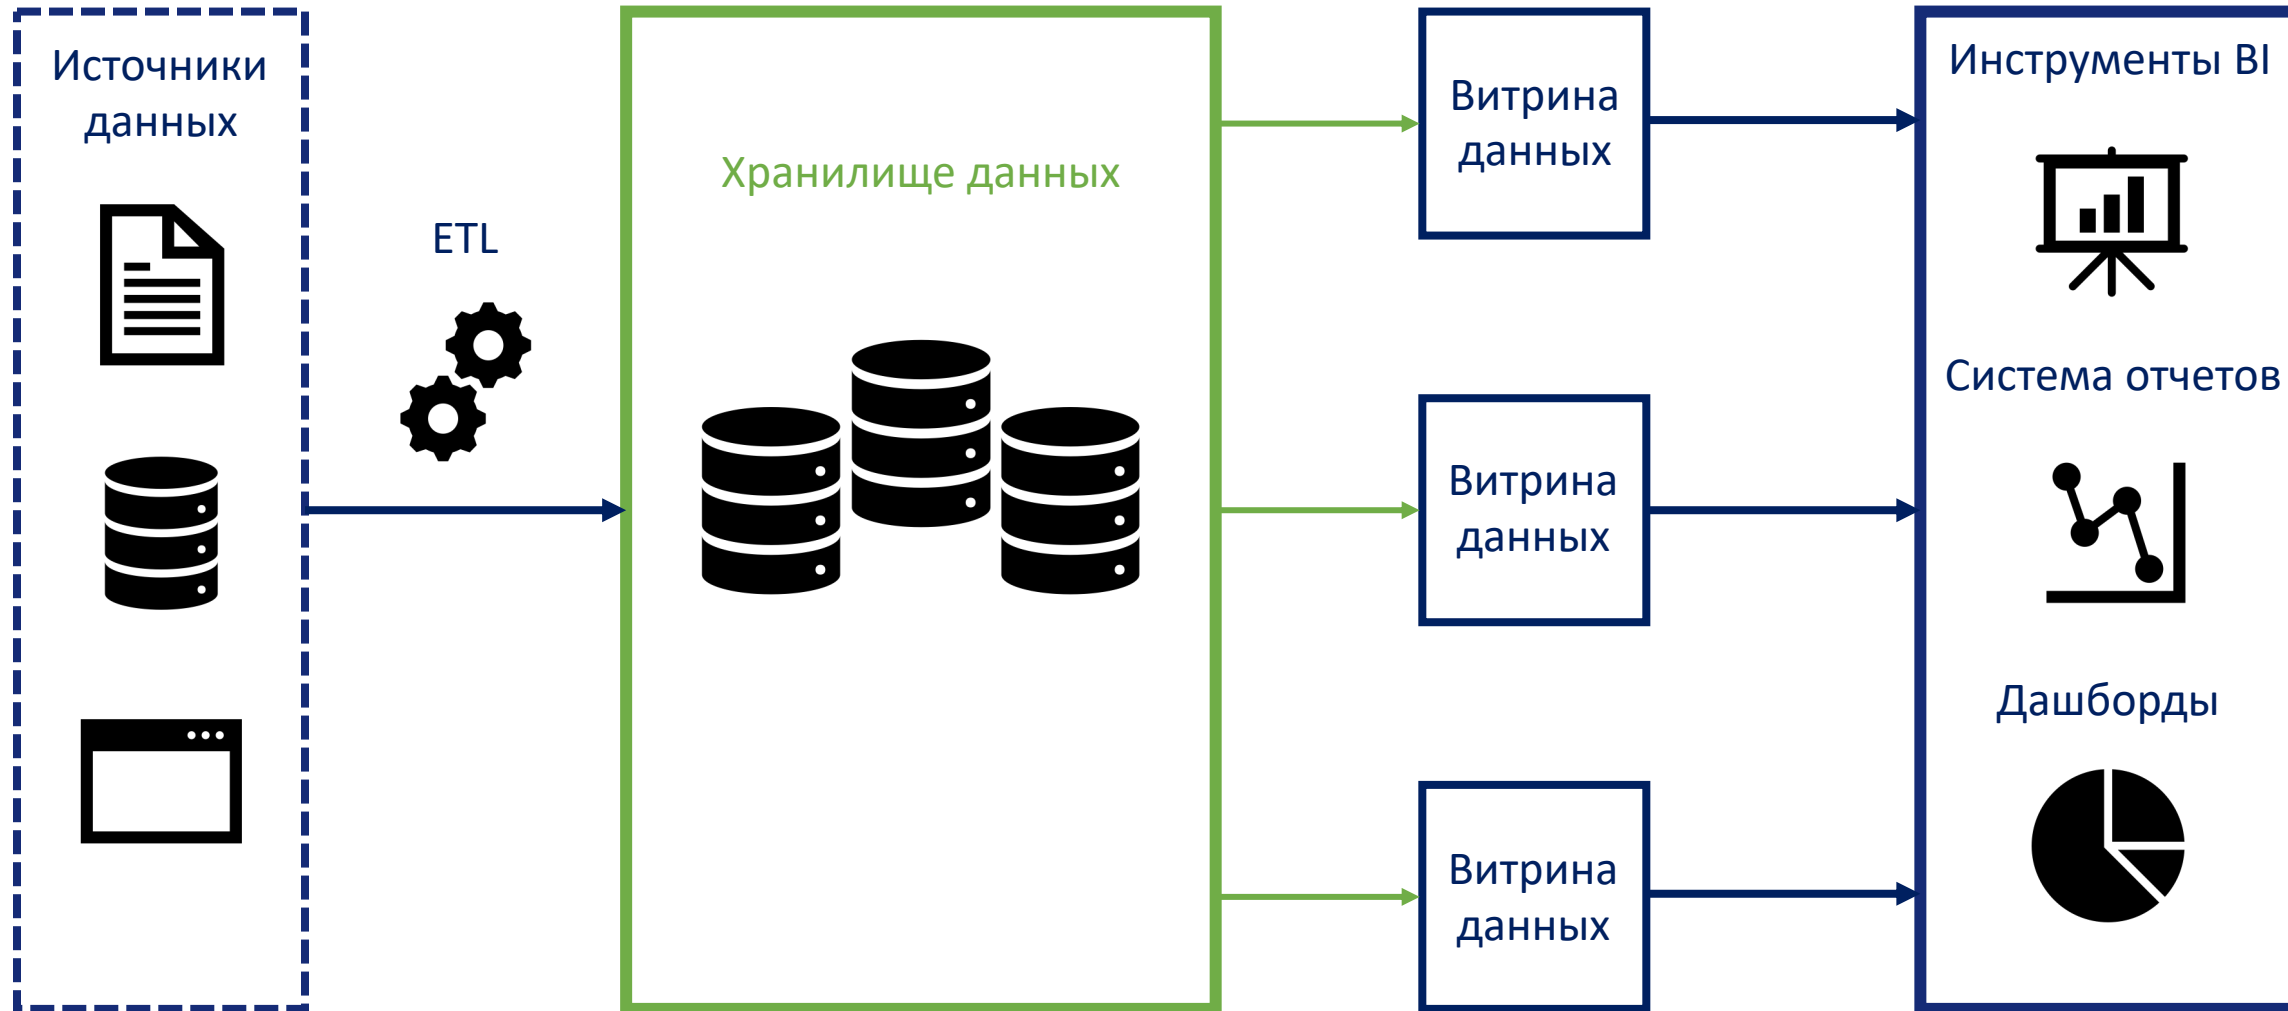 Источники
данных
ETL
Хранилище данных
Витрина
данных
Витрина
данных
Витрина
данных
Инструменты BI
Система отчетов
Дашборды